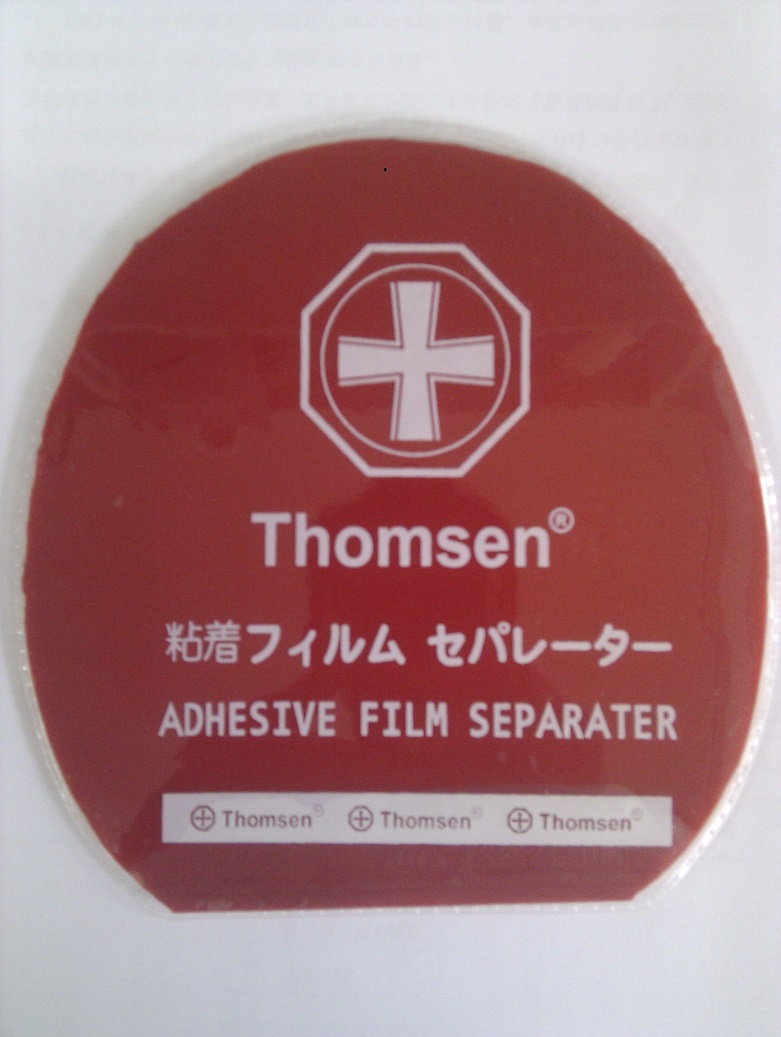 Thomsen®
粘着フィルム セパレーター
ADHESIVE FILM SEPARATER
Thomsen® Thomsen® Thomsen®